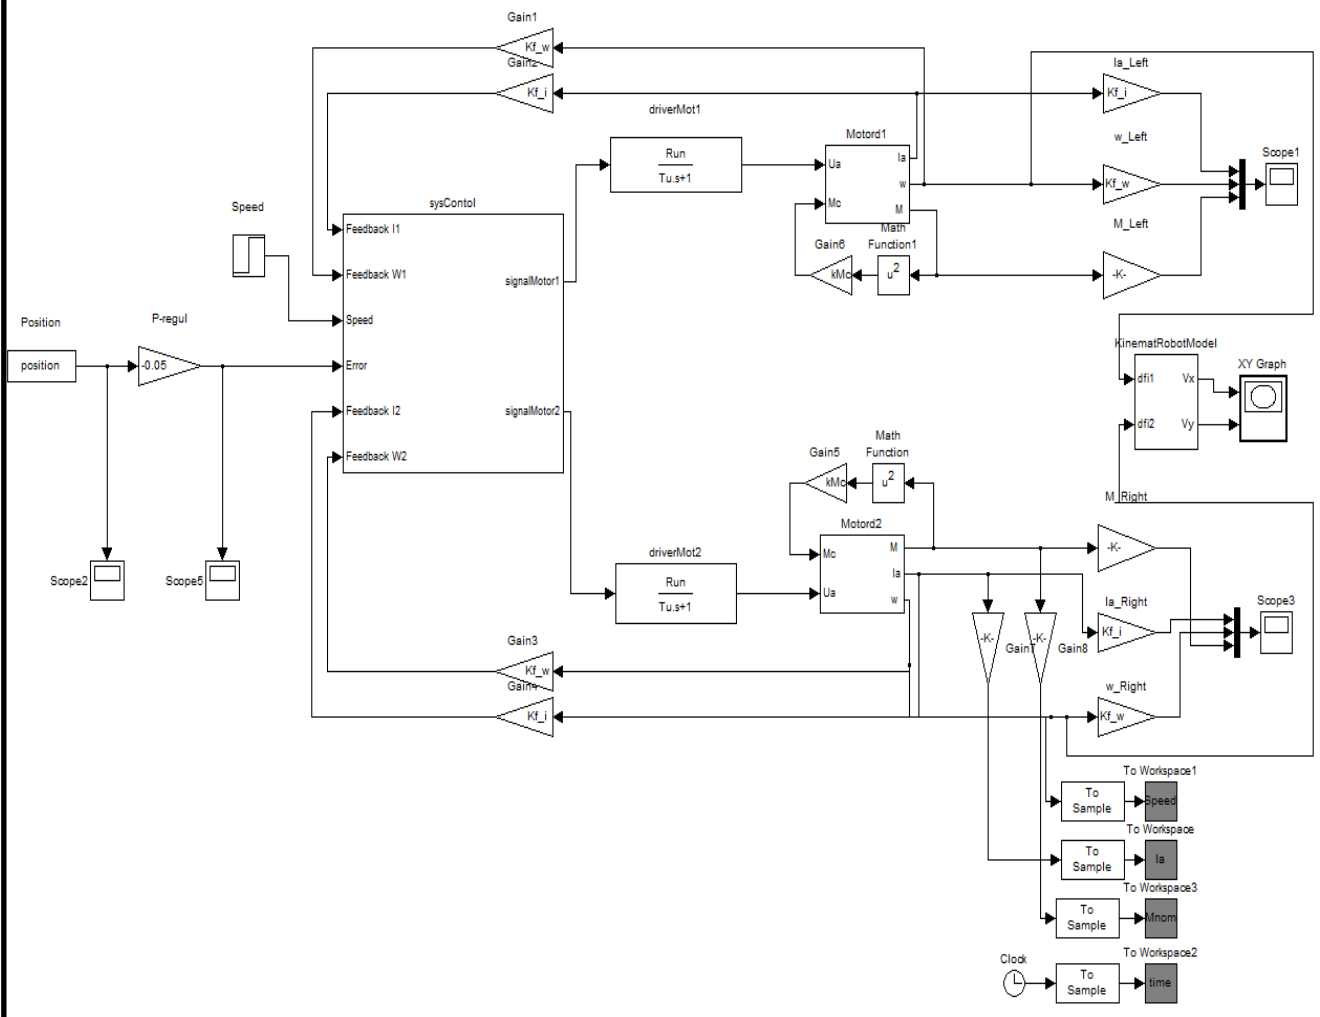 Gain1
Kf_w
Gain2
Kf_i
Ia_Left
Kf_i
driverMot1
Run
Tu.s+1
Motord1
Ua
Mc
Ia
w
M
w_Left
Kf_w
Scope1
M_Left
-K-
Math
Function1
u2
Gain6
kMc
Speed
sysContol
Feedback I1
Feedback W1
Speed
Error
Feedback I2
Feedback W2
signalMotor1
signalMotor2
Position
position
P-regul
-0.05
Scope2
Scope5
KinematRobotModel
dfi1
dfi2
Vx
Vy
XY Graph
Math
Function
u2
Gain5
kMc
Motord2
Mc
Ua
M
Ia
w
driverMot2
Run
Tu.s+1
M_Right
-K-
Ia_Right
Kf_i
Scope3
w_Right
Kf_w
-K-
Gain7
-K-
Gain8
Gain3
Kf_w
Gain4
Kf_i
To Workspace1
To
Sample
Speed
To Workspace
To
Sample
Ia
To Workspace3
To
Sample
Mnom
To Workspace2
Clock
To
Sample
time